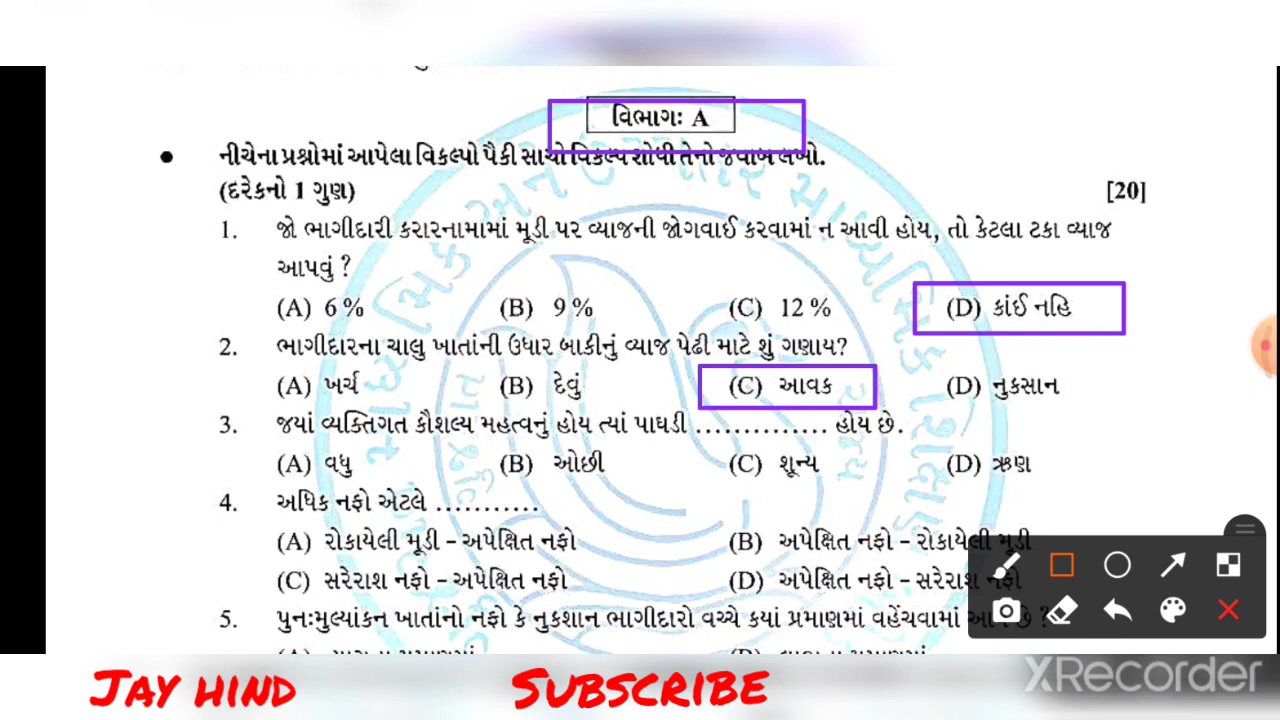 વિભાગઃ A
● નીચેના પ્રશ્નોમાં આપેલા વિકલ્પો પૈકી સાચો વિકલ્પ શોધી તેનો જવાબ લખો.
(દરેકનો 1 ગુણ) [20]
1. જો ભાગીદારી કરારનામામાં મૂડી પર વ્યાજની જોગવાઈ કરવામાં ન આવી હોય, તો કેટલા ટકા વ્યાજ
આપવું ?
(A) 6 % (B) 9 % (C) 12 % (D) કાંઈ નહિ
2. ભાગીદારના ચાલુ ખાતાંની ઉધાર બાકીનું વ્યાજ પેઢી માટે શું ગણાય?
(A) ખર્ચ (B) દેવું (C) આવક (D) નુકસાન
3. જ્યાં વ્યક્તિગત કૌશલ્ય મહત્વનું હોય ત્યાં પાઘડી ............. હોય છે.
(A) વધુ (B) ઓછી (C) શૂન્ય (D) ઋણ
4. અધિક નફો એટલે ...........
(A) રોકાયેલી મૂડી – અપેક્ષિત નફો (B) અપેક્ષિત નફો – રોકાયેલી મૂડી
(C) સરેરાશ નફો – અપેક્ષિત નફો (D) અપેક્ષિત નફો – સરેરાશ નફો
5. પુનઃમુલ્યાંકન ખાતાંનો નફો કે નુકશાન ભાગીદારો વચ્ચે કયાં પ્રમાણમાં વહેંચવામાં
JAY HIND SUBSCRIBE XRecorder